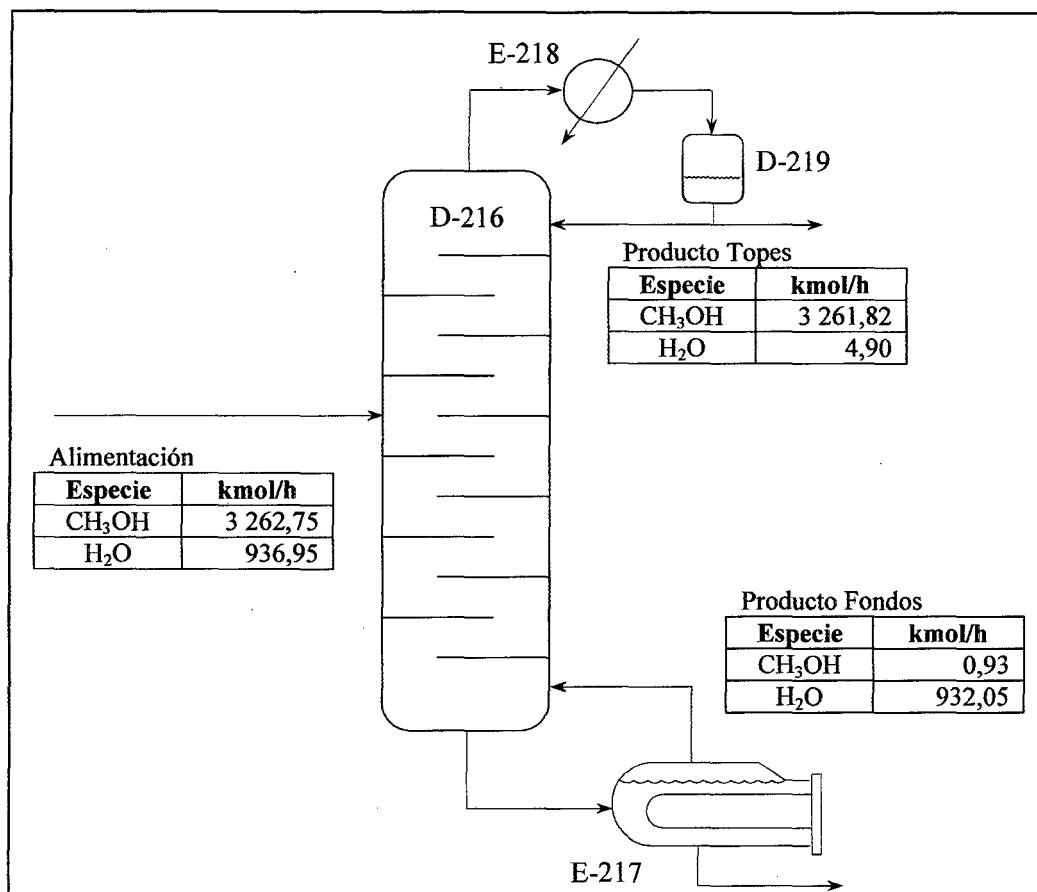 E-218
D-219
D-216
Producto Topes
Especie kmol/h
CH₃OH 3 261,82
H₂O 4,90
Alimentación
Especie kmol/h
CH₃OH 3 262,75
H₂O 936,95
Producto Fondos
Especie kmol/h
CH₃OH 0,93
H₂O 932,05
E-217